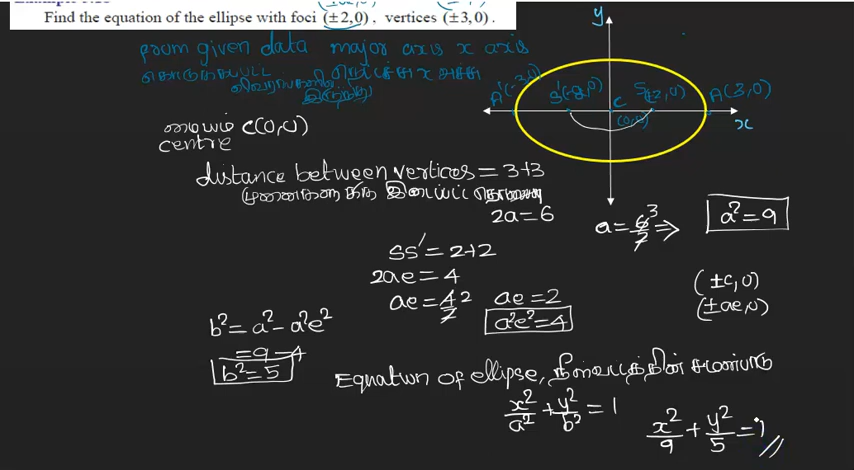 Find the equation of the ellipse with foci (±2,0), vertices (±3,0).
from given data major axis x axis
y
A'(-3,0)
S'(-2,0)
C
(0,0)
A(3,0)
x
மையம் C(0,0)
centre
distance between vertices = 3+3
2a=6
a=6/2 3 ⇒
a²=9
SS'=2+2
2ae=4
ae=4/2 2
ae=2
a²e²=4
(±c,0)
(±ae,0)
b²=a²-a²e²
=9-4
b²=5
Equation of ellipse, நீள்வட்டத்தின் சமன்பாடு
x²/a²+y²/b²=1
x²/9+y²/5=1//